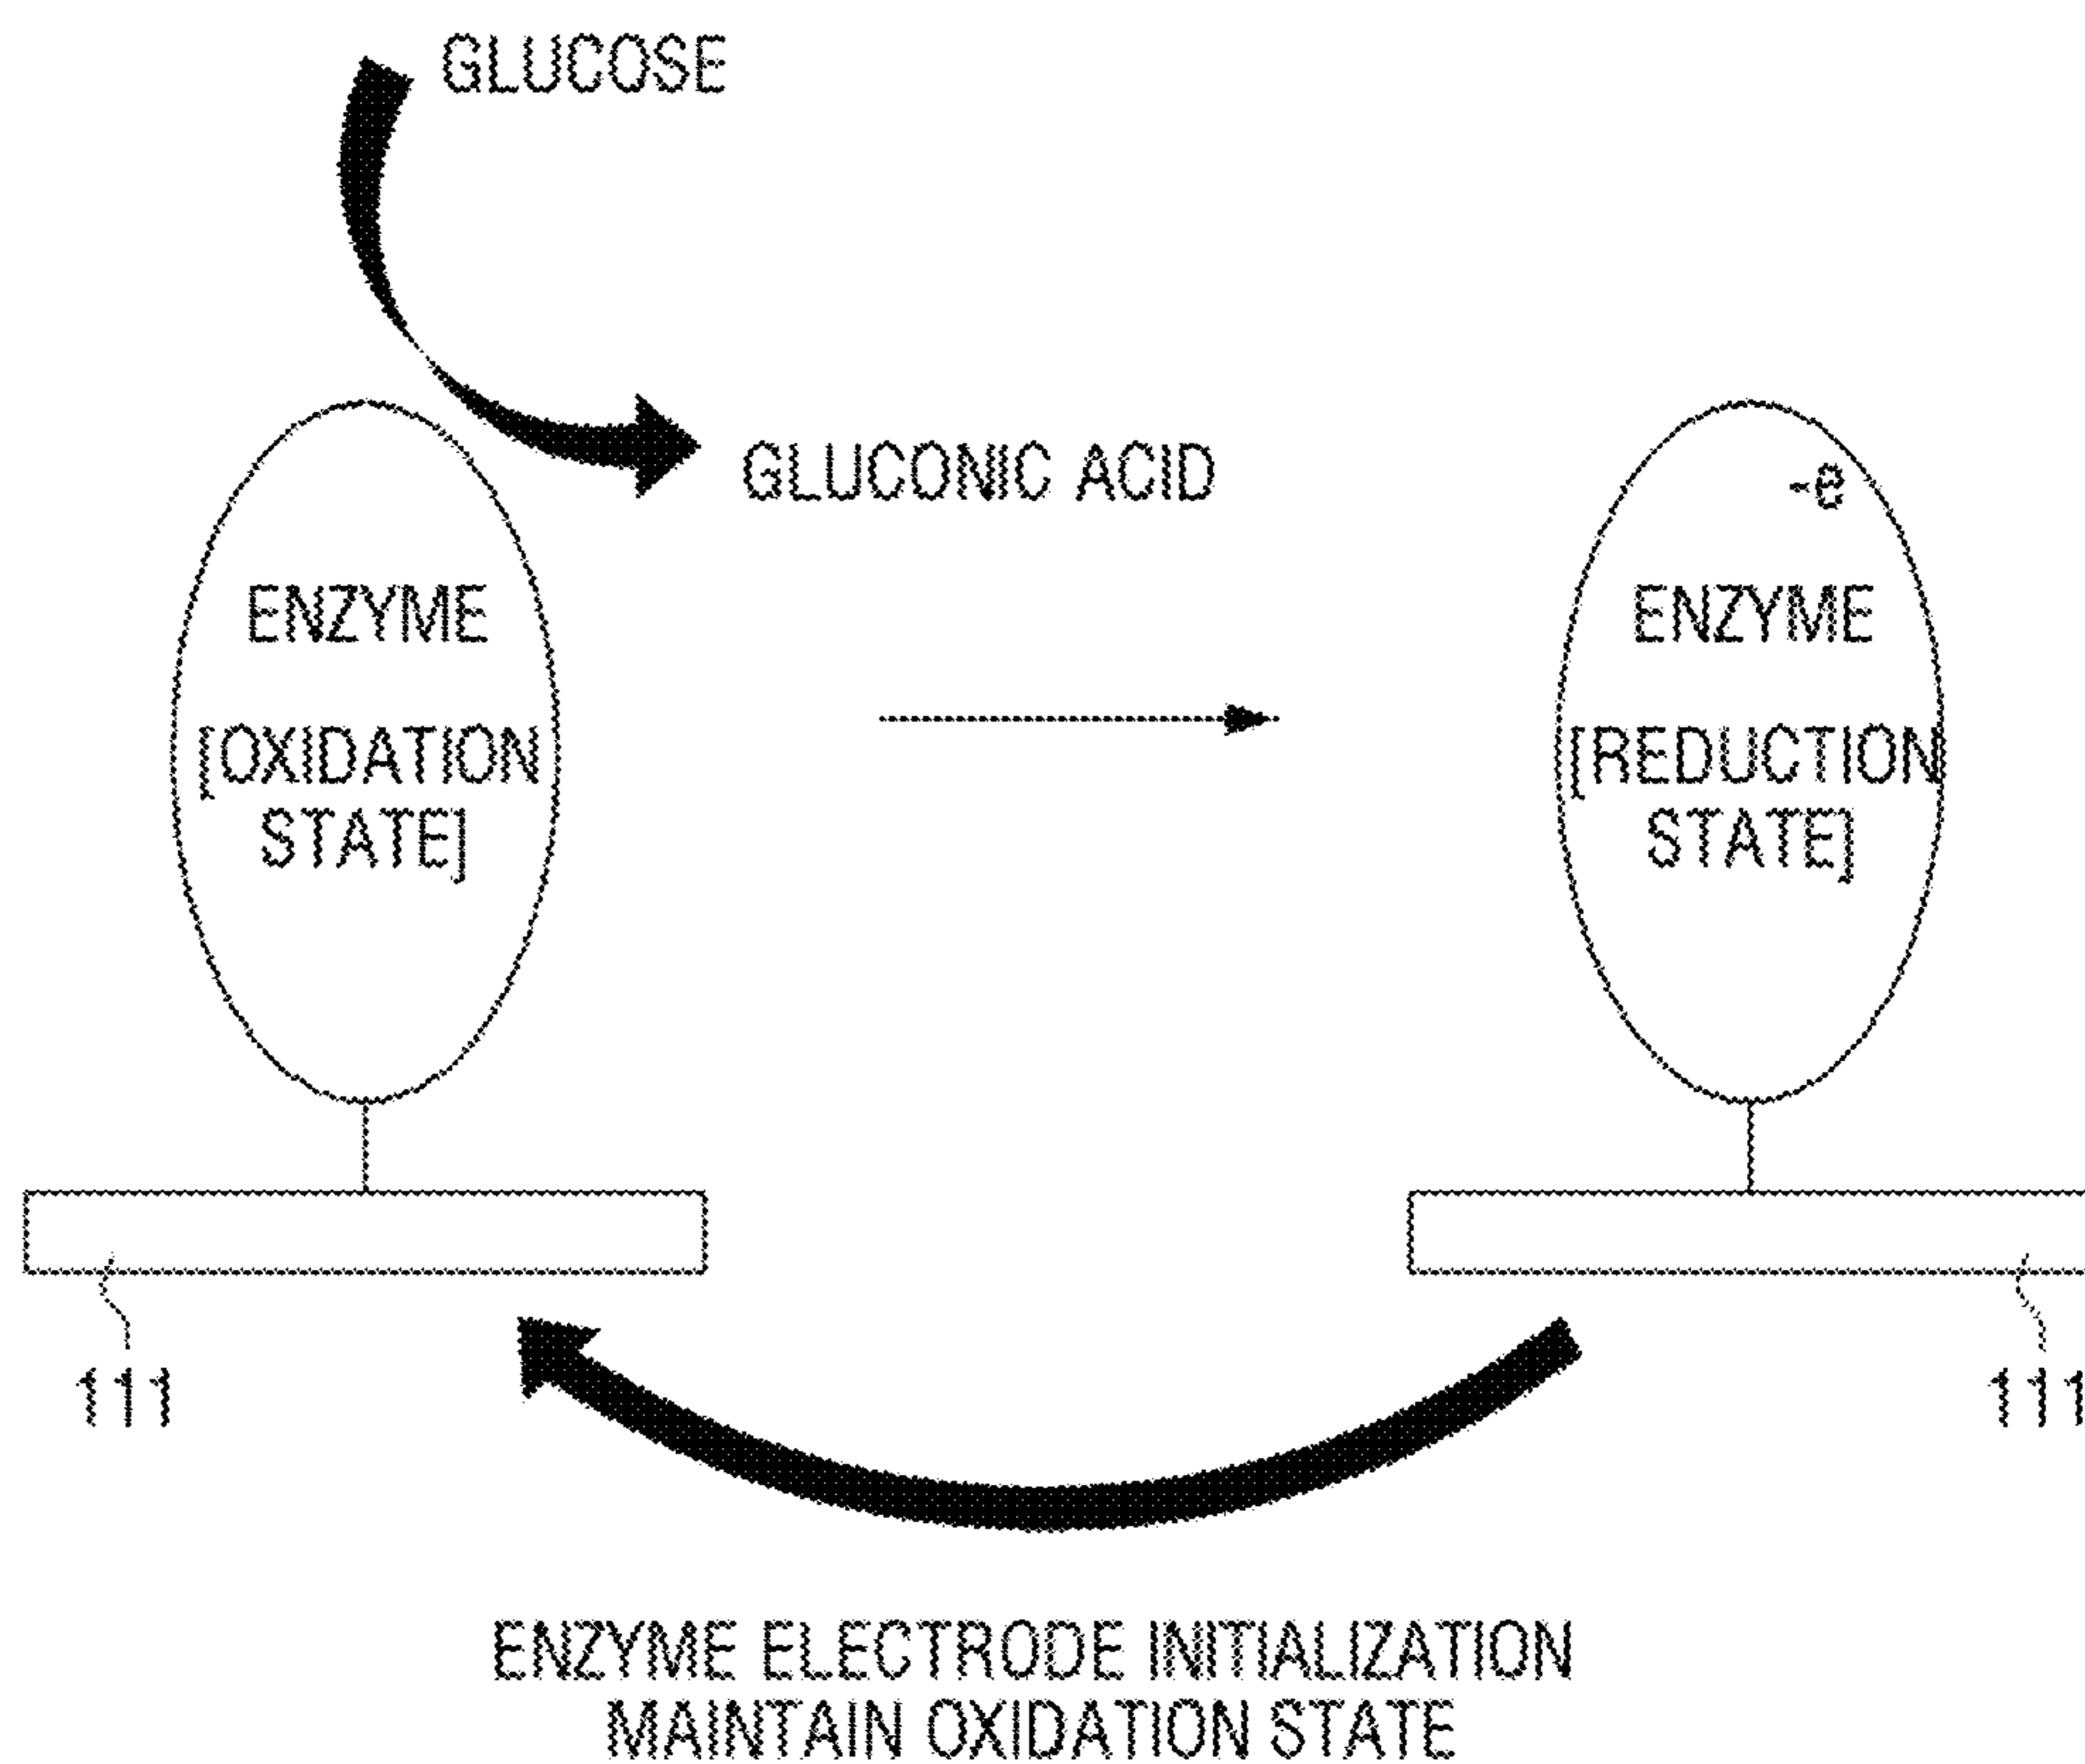 GLUCOSE
GLUCONIC ACID
ENZYME
[OXIDATION
STATE]
-e
ENZYME
[REDUCTION
STATE]
111
111
ENZYME ELECTRODE INITIALIZATION
MAINTAIN OXIDATION STATE